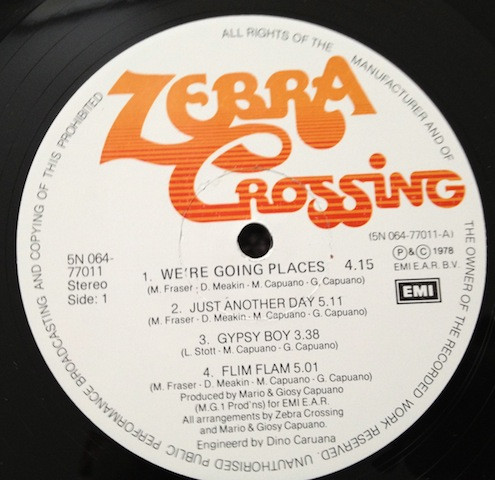 ALL RIGHTS OF THE MANUFACTURER AND OF THE OWNER OF THE RECORDED WORK RESERVED. UNAUTHORISED PUBLIC PERFORMANCE BROADCASTING AND COPYING OF THIS PROHIBITED
ZEBRA
CROSSING
5N 064-
77011
Stereo
Side: 1
(5N 064-77011-A)
Ⓟ&Ⓒ 1978
EMI E.A.R. B.V.
EMI
1. WE'RE GOING PLACES 4.15
(M. Fraser - D. Meakin - M. Capuano - G. Capuano)
2. JUST ANOTHER DAY 5.11
(M. Fraser - D. Meakin - M. Capuano - G. Capuano)
3. GYPSY BOY 3.38
(L. Stott - M. Capuano - G. Capuano)
4. FLIM FLAM 5.01
(M. Fraser - D. Meakin - M. Capuano - G. Capuano)
Produced by Mario & Giosy Capuano
(M.G.1 Prod'ns) for EMI E.A.R.
All arrangements by Zebra Crossing
and Mario & Giosy Capuano.
Engineerd by Dino Caruana